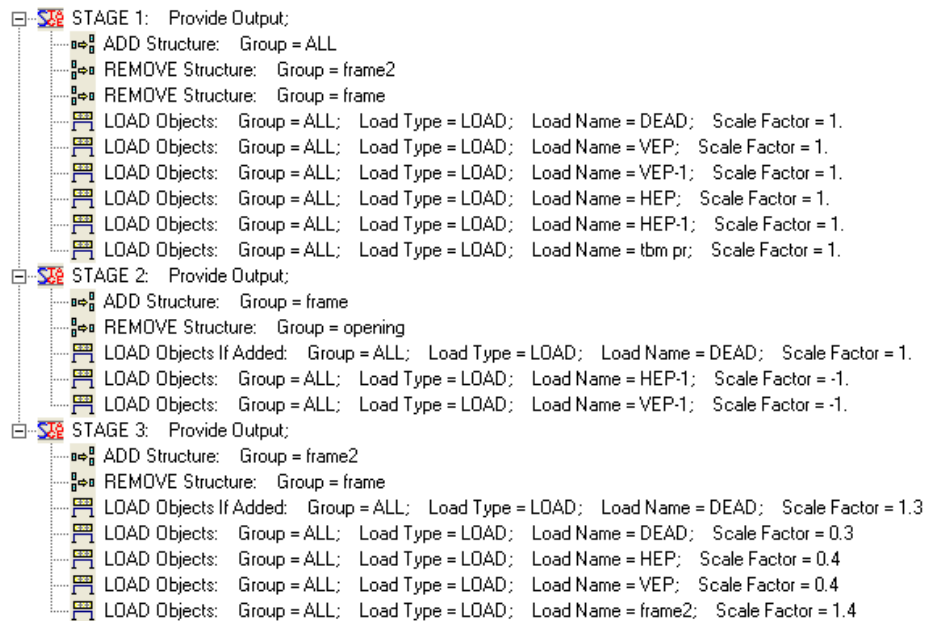 STAGE 1: Provide Output;
ADD Structure: Group = ALL
REMOVE Structure: Group = frame2
REMOVE Structure: Group = frame
LOAD Objects: Group = ALL; Load Type = LOAD; Load Name = DEAD; Scale Factor = 1.
LOAD Objects: Group = ALL; Load Type = LOAD; Load Name = VEP; Scale Factor = 1.
LOAD Objects: Group = ALL; Load Type = LOAD; Load Name = VEP-1; Scale Factor = 1.
LOAD Objects: Group = ALL; Load Type = LOAD; Load Name = HEP; Scale Factor = 1.
LOAD Objects: Group = ALL; Load Type = LOAD; Load Name = HEP-1; Scale Factor = 1.
LOAD Objects: Group = ALL; Load Type = LOAD; Load Name = tbm pr; Scale Factor = 1.
STAGE 2: Provide Output;
ADD Structure: Group = frame
REMOVE Structure: Group = opening
LOAD Objects If Added: Group = ALL; Load Type = LOAD; Load Name = DEAD; Scale Factor = 1.
LOAD Objects: Group = ALL; Load Type = LOAD; Load Name = HEP-1; Scale Factor = -1.
LOAD Objects: Group = ALL; Load Type = LOAD; Load Name = VEP-1; Scale Factor = -1.
STAGE 3: Provide Output;
ADD Structure: Group = frame2
REMOVE Structure: Group = frame
LOAD Objects If Added: Group = ALL; Load Type = LOAD; Load Name = DEAD; Scale Factor = 1.3
LOAD Objects: Group = ALL; Load Type = LOAD; Load Name = DEAD; Scale Factor = 0.3
LOAD Objects: Group = ALL; Load Type = LOAD; Load Name = HEP; Scale Factor = 0.4
LOAD Objects: Group = ALL; Load Type = LOAD; Load Name = VEP; Scale Factor = 0.4
LOAD Objects: Group = ALL; Load Type = LOAD; Load Name = frame2; Scale Factor = 1.4